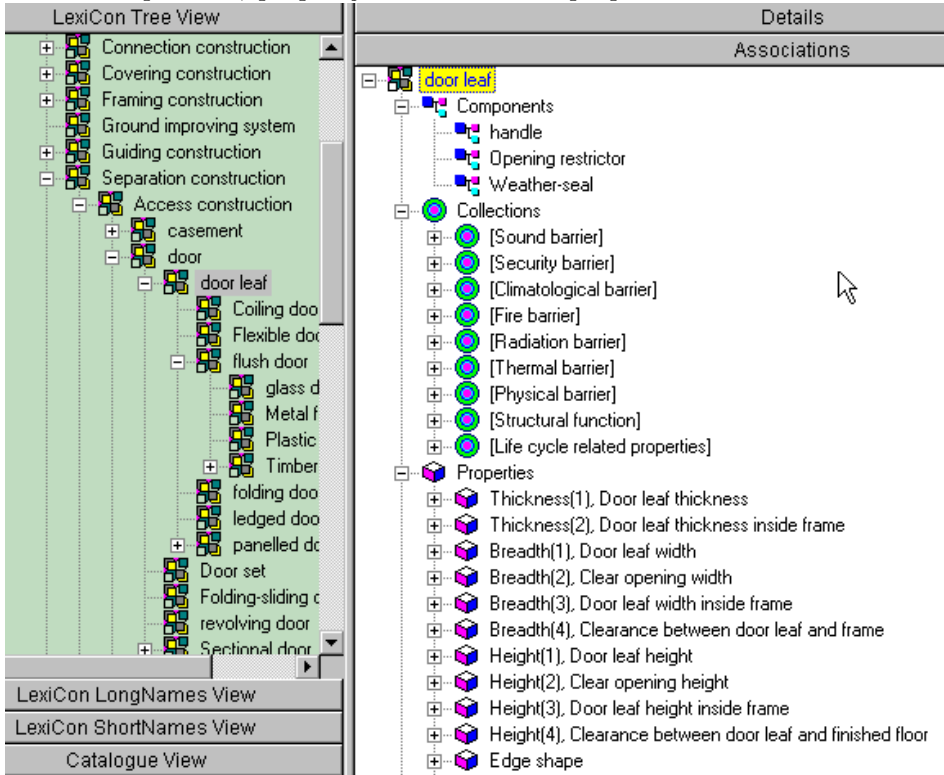 LexiCon Tree View
Connection construction
Covering construction
Framing construction
Ground improving system
Guiding construction
Separation construction
Access construction
casement
door
door leaf
Coiling doo
Flexible doo
flush door
glass d
Metal f
Plastic
Timber
folding doo
ledged doo
panelled do
Door set
Folding-sliding
revolving door
Sectional door
LexiCon LongNames View
LexiCon ShortNames View
Catalogue View
Details
Associations
door leaf
Components
handle
Opening restrictor
Weather-seal
Collections
[Sound barrier]
[Security barrier]
[Climatological barrier]
[Fire barrier]
[Radiation barrier]
[Thermal barrier]
[Physical barrier]
[Structural function]
[Life cycle related properties]
Properties
Thickness(1), Door leaf thickness
Thickness(2), Door leaf thickness inside frame
Breadth(1), Door leaf width
Breadth(2), Clear opening width
Breadth(3), Door leaf width inside frame
Breadth(4), Clearance between door leaf and frame
Height(1), Door leaf height
Height(2), Clear opening height
Height(3), Door leaf height inside frame
Height(4), Clearance between door leaf and finished floor
Edge shape